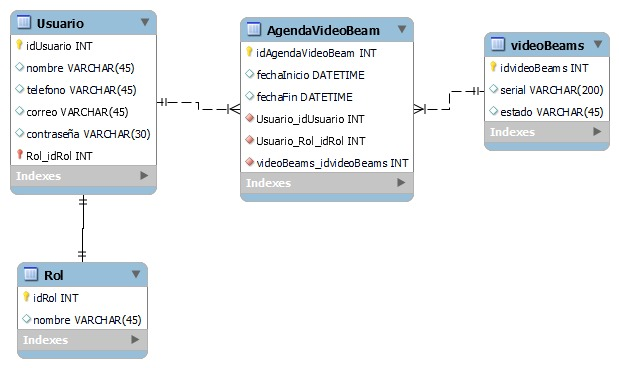 Usuario
idUsuario INT
nombre VARCHAR(45)
telefono VARCHAR(45)
correo VARCHAR(45)
contraseña VARCHAR(30)
Rol_idRol INT
Indexes
AgendaVideoBeam
idAgendaVideoBeam INT
fechaInicio DATETIME
fechaFin DATETIME
Usuario_idUsuario INT
Usuario_Rol_idRol INT
videoBeams_idvideoBeams INT
Indexes
videoBeams
idvideoBeams INT
serial VARCHAR(200)
estado VARCHAR(45)
Indexes
Rol
idRol INT
nombre VARCHAR(45)
Indexes